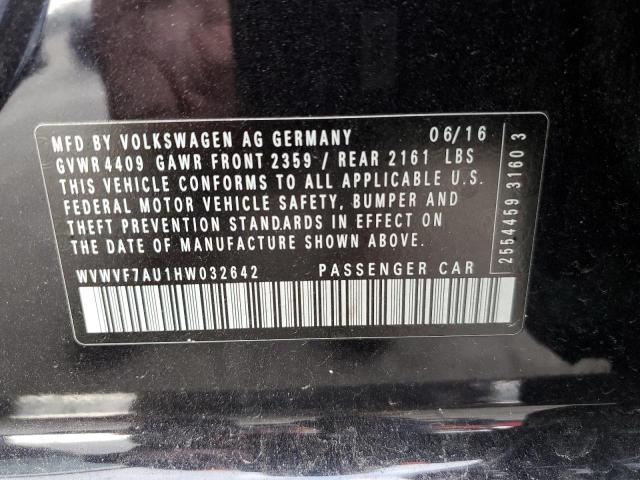 MFD BY VOLKSWAGEN AG GERMANY 06/16
GVWR 4409 GAWR FRONT 2359 / REAR 2161 LBS
THIS VEHICLE CONFORMS TO ALL APPLICABLE U.S.
FEDERAL MOTOR VEHICLE SAFETY, BUMPER AND
THEFT PREVENTION STANDARDS IN EFFECT ON
THE DATE OF MANUFACTURE SHOWN ABOVE.
WVWVF7AU1HW032642 PASSENGER CAR
2554459 31603